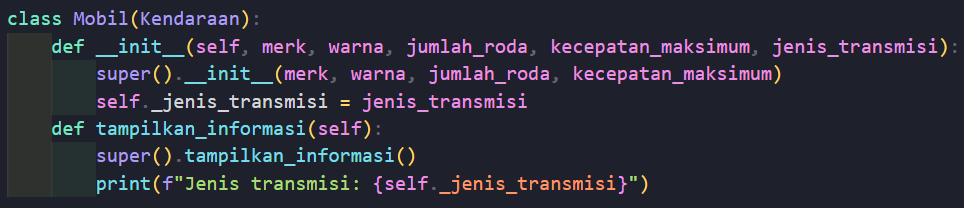 class Mobil(Kendaraan):
    def __init__(self, merk, warna, jumlah_roda, kecepatan_maksimum, jenis_transmisi):
        super().__init__(merk, warna, jumlah_roda, kecepatan_maksimum)
        self._jenis_transmisi = jenis_transmisi
    def tampilkan_informasi(self):
        super().tampilkan_informasi()
        print(f"Jenis transmisi: {self._jenis_transmisi}")